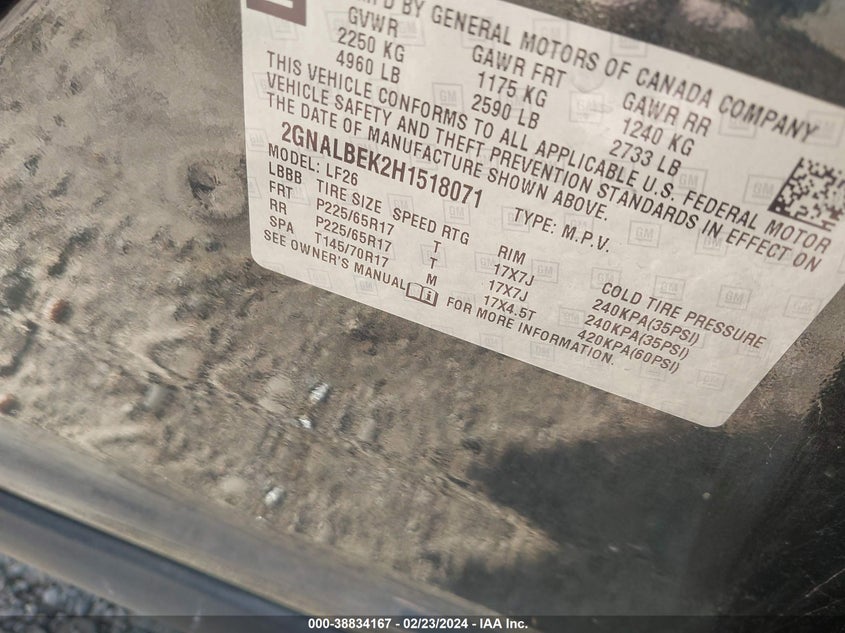 MFD BY GENERAL MOTORS OF CANADA COMPANY
GVWR GAWR FRT GAWR RR
2250 KG 1175 KG 1240 KG
4960 LB 2590 LB 2733 LB
THIS VEHICLE CONFORMS TO ALL APPLICABLE U.S. FEDERAL MOTOR
VEHICLE SAFETY AND THEFT PREVENTION STANDARDS IN EFFECT ON
THE DATE OF MANUFACTURE SHOWN ABOVE.
2GNALBEK2H1518071 TYPE: M.P.V.
MODEL: LF26
LBBB TIRE SIZE SPEED RTG RIM COLD TIRE PRESSURE
FRT P225/65R17 T 17X7J 240KPA(35PSI)
RR P225/65R17 T 17X7J 240KPA(35PSI)
SPA T145/70R17 M 17X4.5T 420KPA(60PSI)
SEE OWNER'S MANUAL FOR MORE INFORMATION.
000-38834167 - 02/23/2024 - IAA Inc.